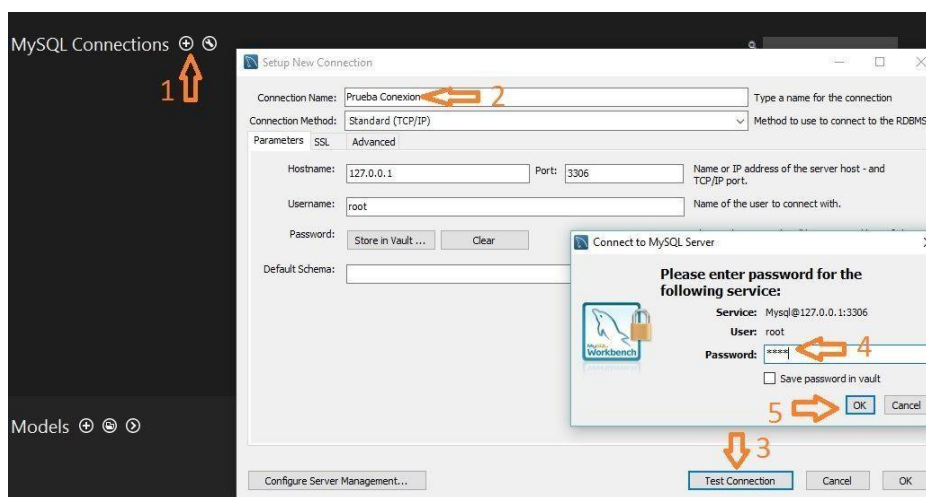 MySQL Connections
1
Setup New Connection
Connection Name: Prueba Conexion 2 Type a name for the connection
Connection Method: Standard (TCP/IP) Method to use to connect to the RDBMS
Parameters SSL Advanced
Hostname: 127.0.0.1 Port: 3306 Name or IP address of the server host - and
TCP/IP port.
Username: root Name of the user to connect with.
Password: Store in Vault ... Clear
Default Schema:
Connect to MySQL Server
Please enter password for the
following service:
Service: Mysql@127.0.0.1:3306
User: root
Password: **** 4
MySQL
Workbench
Save password in vault
5 OK Cancel
Models
3
Configure Server Management... Test Connection Cancel OK